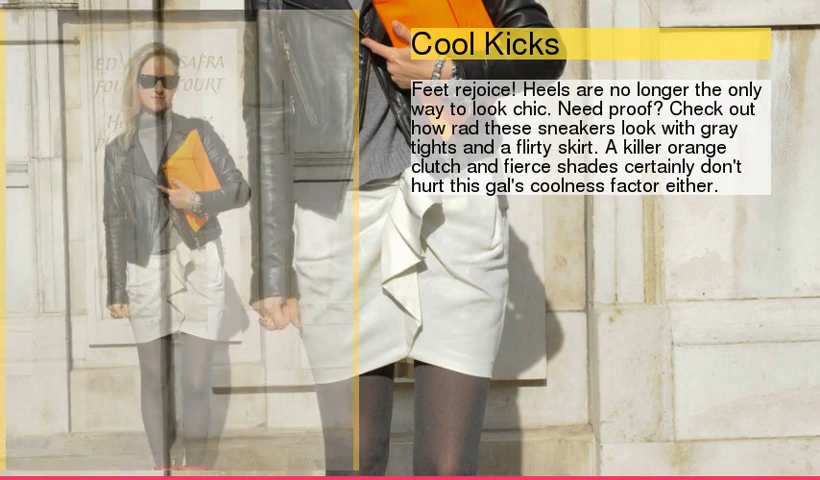 SAFRA
COURT
Cool Kicks
Feet rejoice! Heels are no longer the only
way to look chic. Need proof? Check out
how rad these sneakers look with gray
tights and a flirty skirt. A killer orange
clutch and fierce shades certainly don't
hurt this gal's coolness factor either.